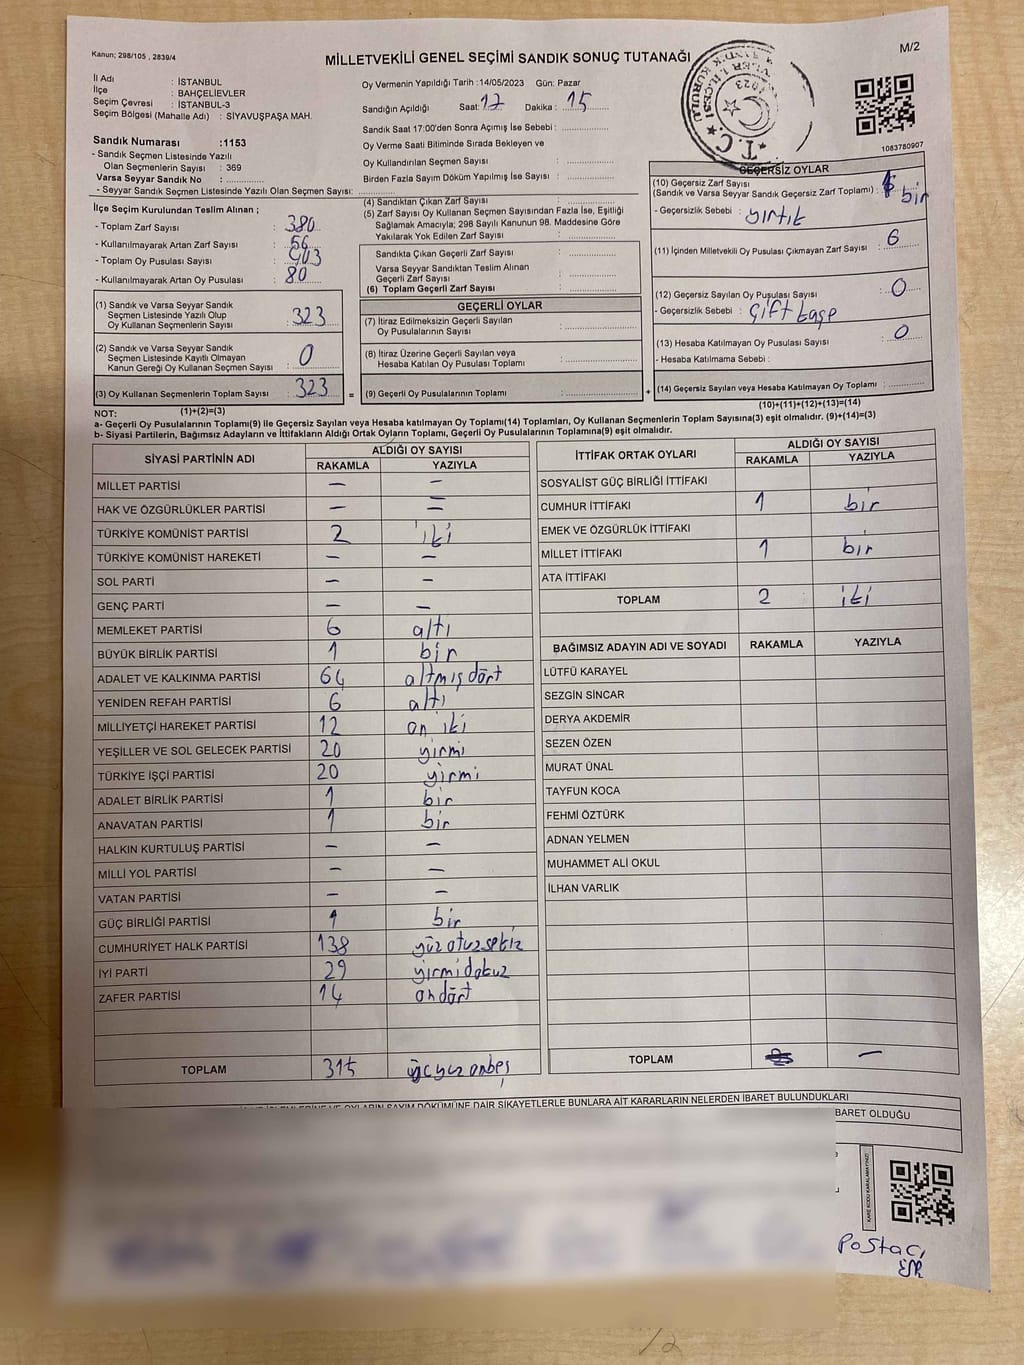 Kanun; 298/105 , 2839/4
MİLLETVEKİLİ GENEL SEÇİMİ SANDIK SONUÇ TUTANAĞI
M/2
İl Adı : İSTANBUL
İlçe : BAHÇELİEVLER
Seçim Çevresi : İSTANBUL-3
Seçim Bölgesi (Mahalle Adı) : SİYAVUŞPAŞA MAH.
Sandık Numarası :1153
- Sandık Seçmen Listesinde Yazılı
Olan Seçmenlerin Sayısı : 369
Varsa Seyyar Sandık No :
- Seyyar Sandık Seçmen Listesinde Yazılı Olan Seçmen Sayısı:
Oy Vermenin Yapıldığı Tarih :14/05/2023 Gün: Pazar
Sandığın Açıldığı Saat: 17 Dakika : 15
Sandık Saat 17:00'den Sonra Açımış İse Sebebi :
Oy Verme Saati Bitiminde Sırada Bekleyen ve
Oy Kullandırılan Seçmen Sayısı :
Birden Fazla Sayım Döküm Yapılmış İse Sayısı :
T.C.
1083780907
İlçe Seçim Kurulundan Teslim Alınan ;
- Toplam Zarf Sayısı : 380
- Kullanılmayarak Artan Zarf Sayısı : 56
- Toplam Oy Pusulası Sayısı : 403
- Kullanılmayarak Artan Oy Pusulası : 80
(1) Sandık ve Varsa Seyyar Sandık
Seçmen Listesinde Yazılı Olup
Oy Kullanan Seçmenlerin Sayısı : 323
(2) Sandık ve Varsa Seyyar Sandık
Seçmen Listesinde Kayıtlı Olmayan
Kanun Gereği Oy Kullanan Seçmen Sayısı : 0
(3) Oy Kullanan Seçmenlerin Toplam Sayısı : 323
(4) Sandıktan Çıkan Zarf Sayısı :
(5) Zarf Sayısı Oy Kullanan Seçmen Sayısından Fazla İse, Eşitliği
Sağlamak Amacıyla; 298 Sayılı Kanunun 98. Maddesine Göre
Yakılarak Yok Edilen Zarf Sayısı :
Sandıkta Çıkan Geçerli Zarf Sayısı :
Varsa Seyyar Sandıktan Teslim Alınan
Geçerli Zarf Sayısı :
(6) Toplam Geçerli Zarf Sayısı :
GEÇERLİ OYLAR
(7) İtiraz Edilmeksizin Geçerli Sayılan
Oy Pusulalarının Sayısı :
(8) İtiraz Üzerine Geçerli Sayılan veya
Hesaba Katılan Oy Pusulası Toplamı :
= (9) Geçerli Oy Pusulalarının Toplamı :
GEÇERSİZ OYLAR
(10) Geçersiz Zarf Sayısı
(Sandık ve Varsa Seyyar Sandık Geçersiz Zarf Toplamı) : bir
- Geçersizlik Sebebi : yırtık
(11) İçinden Milletvekili Oy Pusulası Çıkmayan Zarf Sayısı : 6
(12) Geçersiz Sayılan Oy Pusulası Sayısı : 0
- Geçersizlik Sebebi : çift kaşe
(13) Hesaba Katılmayan Oy Pusulası Sayısı : 0
- Hesaba Katılmama Sebebi :
+ (14) Geçersiz Sayılan veya Hesaba Katılmayan Oy Toplamı :
NOT: (1)+(2)=(3)
(10)+(11)+(12)+(13)=(14)
a- Geçerli Oy Pusulalarının Toplamı(9) ile Geçersiz Sayılan veya Hesaba katılmayan Oy Toplamı(14) Toplamları, Oy Kullanan Seçmenlerin Toplam Sayısına(3) eşit olmalıdır. (9)+(14)=(3)
b- Siyasi Partilerin, Bağımsız Adayların ve İttifakların Aldığı Ortak Oyların Toplamı, Geçerli Oy Pusulalarının Toplamına(9) eşit olmalıdır.
SİYASİ PARTİNİN ADI ALDIĞI OY SAYISI
RAKAMLA YAZIYLA
MİLLET PARTİSİ — —
HAK VE ÖZGÜRLÜKLER PARTİSİ — —
TÜRKİYE KOMÜNİST PARTİSİ 2 iki
TÜRKİYE KOMÜNİST HAREKETİ — —
SOL PARTİ — —
GENÇ PARTİ — —
MEMLEKET PARTİSİ 6 altı
BÜYÜK BİRLİK PARTİSİ 1 bir
ADALET VE KALKINMA PARTİSİ 64 altmış dört
YENİDEN REFAH PARTİSİ 6 altı
MİLLİYETÇİ HAREKET PARTİSİ 12 on iki
YEŞİLLER VE SOL GELECEK PARTİSİ 20 yirmi
TÜRKİYE İŞÇİ PARTİSİ 20 yirmi
ADALET BİRLİK PARTİSİ 1 bir
ANAVATAN PARTİSİ 1 bir
HALKIN KURTULUŞ PARTİSİ — —
MİLLİ YOL PARTİSİ — —
VATAN PARTİSİ — —
GÜÇ BİRLİĞİ PARTİSİ 1 bir
CUMHURİYET HALK PARTİSİ 138 yüz otuz sekiz
İYİ PARTİ 29 yirmi dokuz
ZAFER PARTİSİ 14 on dört
TOPLAM 315 üçyüz onbeş
İTTİFAK ORTAK OYLARI ALDIĞI OY SAYISI
RAKAMLA YAZIYLA
SOSYALİST GÜÇ BİRLİĞİ İTTİFAKI
CUMHUR İTTİFAKI 1 bir
EMEK VE ÖZGÜRLÜK İTTİFAKI
MİLLET İTTİFAKI 1 bir
ATA İTTİFAKI
TOPLAM 2 iki
BAĞIMSIZ ADAYIN ADI VE SOYADI RAKAMLA YAZIYLA
LÜTFÜ KARAYEL
SEZGİN SİNCAR
DERYA AKDEMİR
SEZEN ÖZEN
MURAT ÜNAL
TAYFUN KOCA
FEHMİ ÖZTÜRK
ADNAN YELMEN
MUHAMMET ALİ OKUL
İLHAN VARLIK
TOPLAM —
OYLARIN SAYIM DÖKÜMÜNE DAİR ŞİKAYETLERLE BUNLARA AİT KARARLARIN NELERDEN İBARET BULUNDUKLARI
BARET OLDUĞU
KARE KODU KARALAMAYINIZ!
Postacı